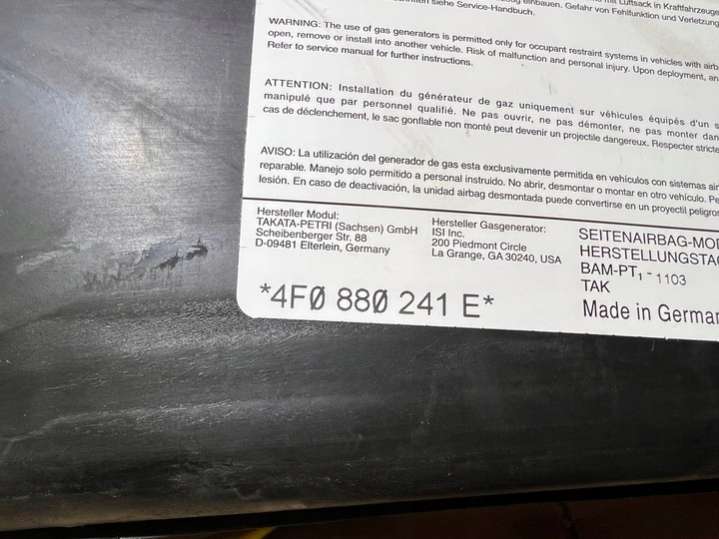 siehe Service-Handbuch.
einbauen. Gefahr von Fehlfunktion und Verletzung
mit Luftsack in Kraftfahrzeuge
WARNING: The use of gas generators is permitted only for occupant restraint systems in vehicles with airb
open, remove or install into another vehicle. Risk of malfunction and personal injury. Upon deployment, an
Refer to service manual for further instructions.
ATTENTION: Installation du générateur de gaz uniquement sur véhicules équipés d'un s
manipulé que par personnel qualifié. Ne pas ouvrir, ne pas démonter, ne pas monter dan
cas de déclenchement, le sac gonflable non monté peut devenir un projectile dangereux. Respecter stricte
AVISO: La utilización del generador de gas esta exclusivamente permitida en vehículos con sistemas air
reparable. Manejo solo permitido a personal instruido. No abrir, desmontar o montar en otro vehículo. Pe
lesión. En caso de deactivación, la unidad airbag desmontada puede convertirse en un proyectil peligro
Hersteller Modul:
TAKATA-PETRI (Sachsen) GmbH
Scheibenberger Str. 88
D-09481 Elterlein, Germany
Hersteller Gasgenerator:
ISI Inc.
200 Piedmont Circle
La Grange, GA 30240, USA
SEITENAIRBAG-MOD
HERSTELLUNGSTAG
BAM-PT₁ - 1103
TAK
Made in German
*4F0 880 241 E*